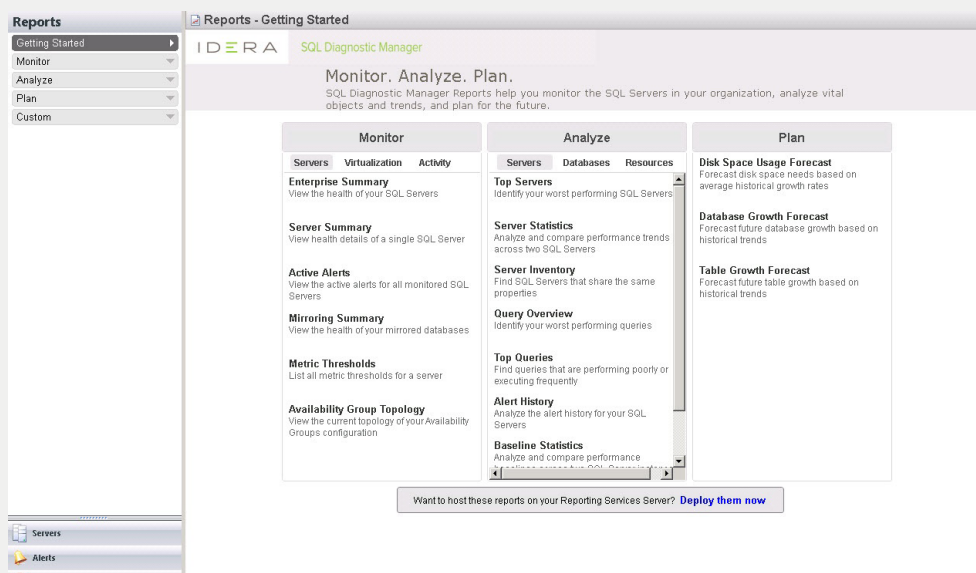 Reports
Getting Started
Monitor
Analyze
Plan
Custom
Servers
Alerts
Reports - Getting Started
IDERA SQL Diagnostic Manager
Monitor. Analyze. Plan.
SQL Diagnostic Manager Reports help you monitor the SQL Servers in your organization, analyze vital
objects and trends, and plan for the future.
Monitor
Servers Virtualization Activity
Enterprise Summary
View the health of your SQL Servers
Server Summary
View health details of a single SQL Server
Active Alerts
View the active alerts for all monitored SQL
Servers
Mirroring Summary
View the health of your mirrored databases
Metric Thresholds
List all metric thresholds for a server
Availability Group Topology
View the current topology of your Availability
Groups configuration
Analyze
Servers Databases Resources
Top Servers
Identify your worst performing SQL Servers
Server Statistics
Analyze and compare performance trends
across two SQL Servers
Server Inventory
Find SQL Servers that share the same
properties
Query Overview
Identify your worst performing queries
Top Queries
Find queries that are performing poorly or
executing frequently
Alert History
Analyze the alert history for your SQL
Servers
Baseline Statistics
Analyze and compare performance
Plan
Disk Space Usage Forecast
Forecast disk space needs based on
average historical growth rates
Database Growth Forecast
Forecast future database growth based on
historical trends
Table Growth Forecast
Forecast future table growth based on
historical trends
Want to host these reports on your Reporting Services Server? Deploy them now